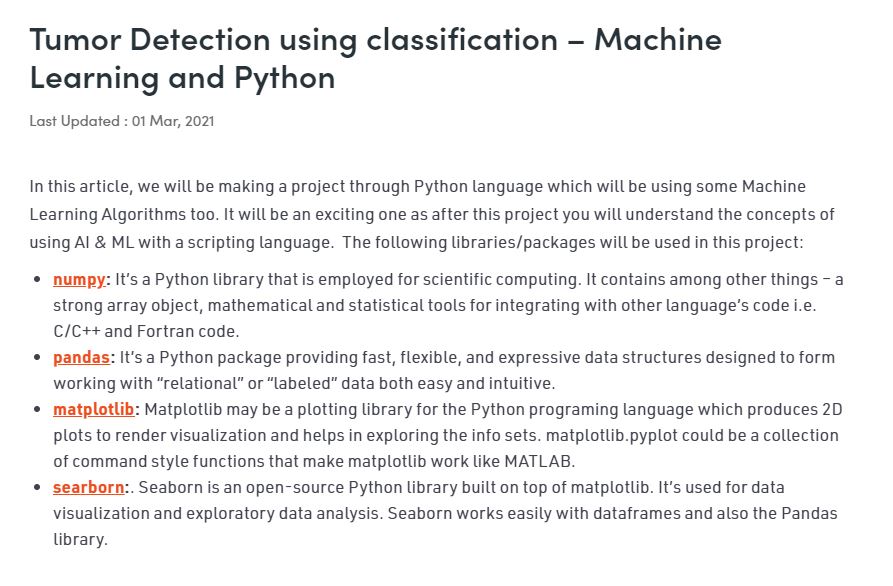 Tumor Detection using classification – Machine
Learning and Python
Last Updated : 01 Mar, 2021
In this article, we will be making a project through Python language which will be using some Machine
Learning Algorithms too. It will be an exciting one as after this project you will understand the concepts of
using AI & ML with a scripting language.  The following libraries/packages will be used in this project:
• numpy: It's a Python library that is employed for scientific computing. It contains among other things – a
strong array object, mathematical and statistical tools for integrating with other language's code i.e.
C/C++ and Fortran code.
• pandas: It's a Python package providing fast, flexible, and expressive data structures designed to form
working with “relational” or “labeled” data both easy and intuitive.
• matplotlib: Matplotlib may be a plotting library for the Python programing language which produces 2D
plots to render visualization and helps in exploring the info sets. matplotlib.pyplot could be a collection
of command style functions that make matplotlib work like MATLAB.
• searborn:. Seaborn is an open-source Python library built on top of matplotlib. It's used for data
visualization and exploratory data analysis. Seaborn works easily with dataframes and also the Pandas
library.